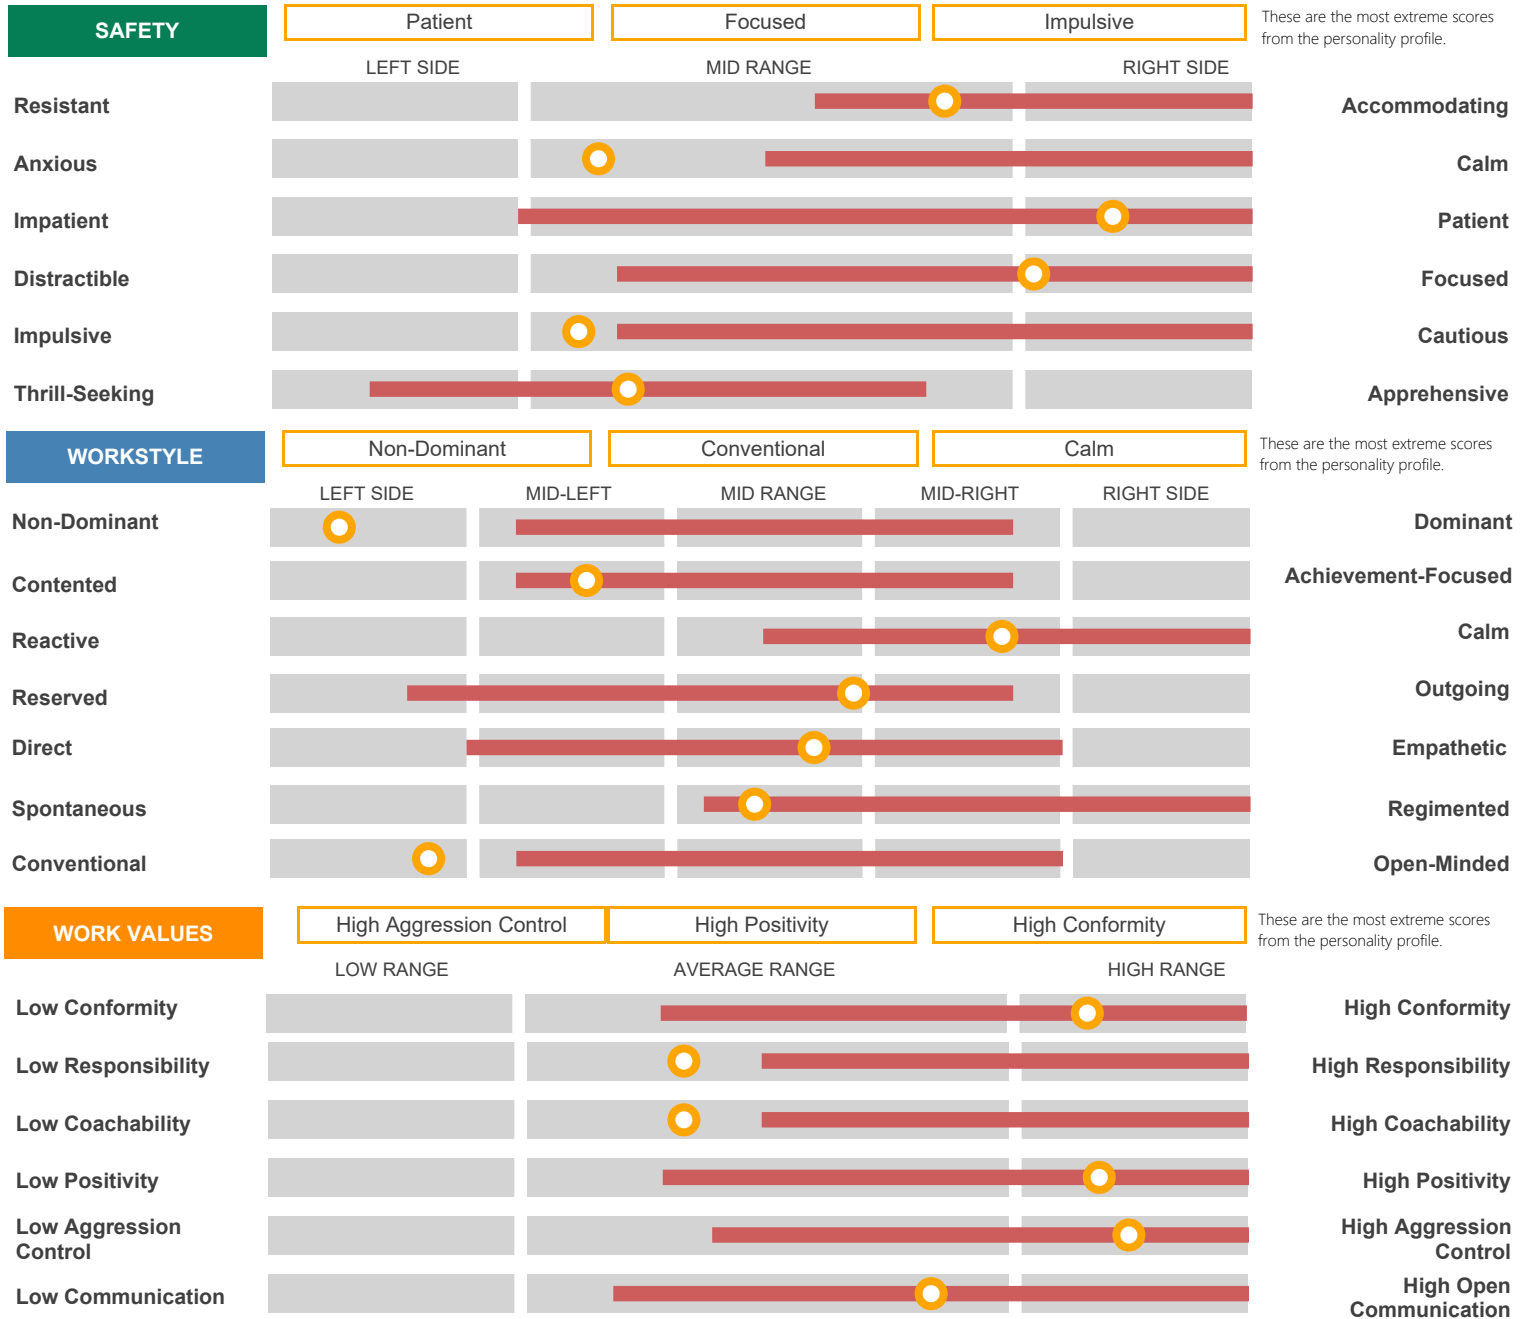 SAFETY
Patient
Focused
Impulsive
These are the most extreme scores
from the personality profile.
LEFT SIDE
MID RANGE
RIGHT SIDE
Resistant
Accommodating
Anxious
Calm
Impatient
Patient
Distractible
Focused
Impulsive
Cautious
Thrill-Seeking
Apprehensive
WORKSTYLE
Non-Dominant
Conventional
Calm
These are the most extreme scores
from the personality profile.
LEFT SIDE
MID-LEFT
MID RANGE
MID-RIGHT
RIGHT SIDE
Non-Dominant
Dominant
Contented
Achievement-Focused
Reactive
Calm
Reserved
Outgoing
Direct
Empathetic
Spontaneous
Regimented
Conventional
Open-Minded
WORK VALUES
High Aggression Control
High Positivity
High Conformity
These are the most extreme scores
from the personality profile.
LOW RANGE
AVERAGE RANGE
HIGH RANGE
Low Conformity
High Conformity
Low Responsibility
High Responsibility
Low Coachability
High Coachability
Low Positivity
High Positivity
Low Aggression
Control
High Aggression
Control
Low Communication
High Open
Communication